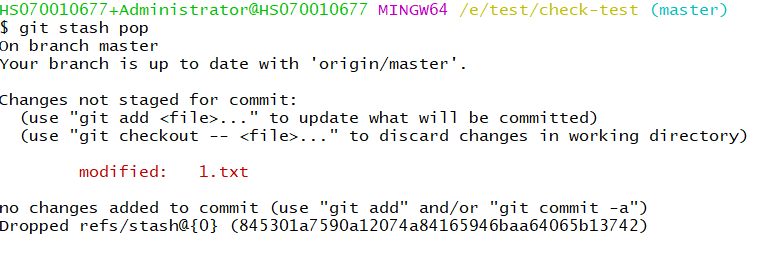 HS070010677+Administrator@HS070010677 MINGW64 /e/test/check-test (master)
$ git stash pop
On branch master
Your branch is up to date with 'origin/master'.
Changes not staged for commit:
  (use "git add <file>..." to update what will be committed)
  (use "git checkout -- <file>..." to discard changes in working directory)
        modified:   1.txt
no changes added to commit (use "git add" and/or "git commit -a")
Dropped refs/stash@{0} (845301a7590a12074a84165946baa64065b13742)